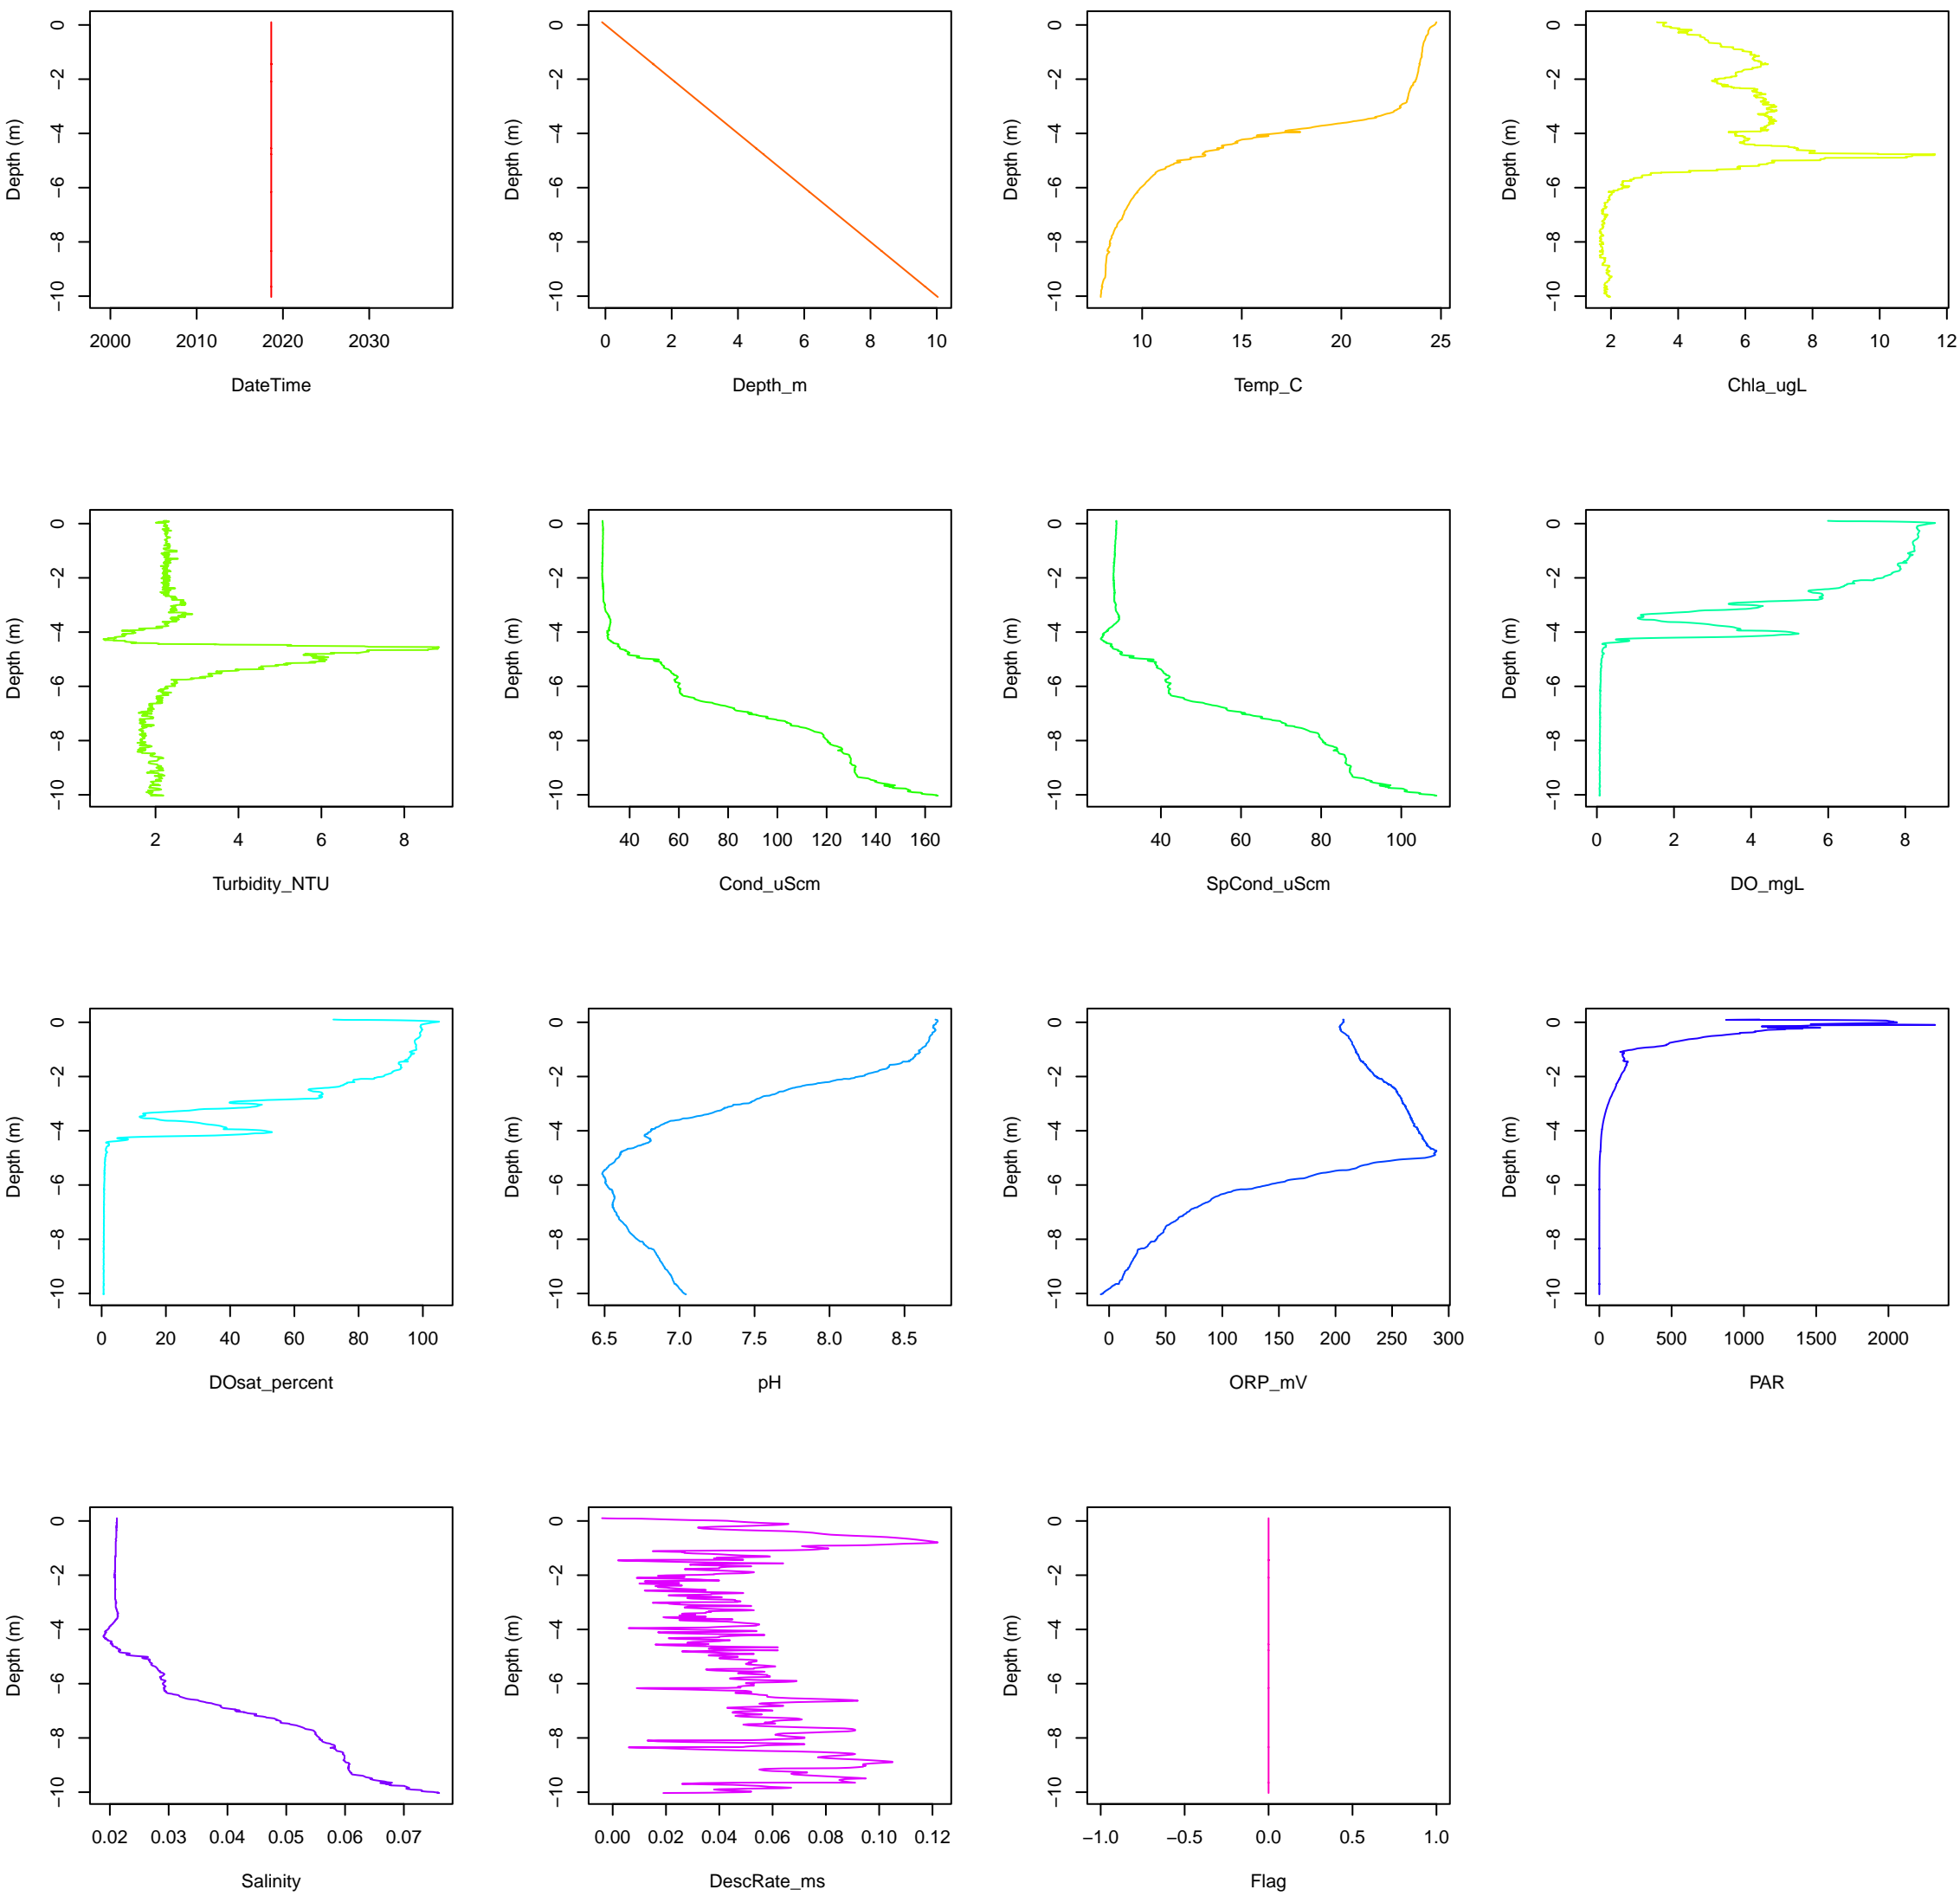 0
−2
−4
−6
−8
−10
Depth (m)
2000 2010 2020 2030
DateTime
0
−2
−4
−6
−8
−10
Depth (m)
0 2 4 6 8 10
Depth_m
0
−2
−4
−6
−8
−10
Depth (m)
10 15 20 25
Temp_C
0
−2
−4
−6
−8
−10
Depth (m)
2 4 6 8 10 12
Chla_ugL
0
−2
−4
−6
−8
−10
Depth (m)
2 4 6 8
Turbidity_NTU
0
−2
−4
−6
−8
−10
Depth (m)
40 60 80 100 120 140 160
Cond_uScm
0
−2
−4
−6
−8
−10
Depth (m)
40 60 80 100
SpCond_uScm
0
−2
−4
−6
−8
−10
Depth (m)
0 2 4 6 8
DO_mgL
0
−2
−4
−6
−8
−10
Depth (m)
0 20 40 60 80 100
DOsat_percent
0
−2
−4
−6
−8
−10
Depth (m)
6.5 7.0 7.5 8.0 8.5
pH
0
−2
−4
−6
−8
−10
Depth (m)
0 50 100 150 200 250 300
ORP_mV
0
−2
−4
−6
−8
−10
Depth (m)
0 500 1000 1500 2000
PAR
0
−2
−4
−6
−8
−10
Depth (m)
0.02 0.03 0.04 0.05 0.06 0.07
Salinity
0
−2
−4
−6
−8
−10
Depth (m)
0.00 0.02 0.04 0.06 0.08 0.10 0.12
DescRate_ms
0
−2
−4
−6
−8
−10
Depth (m)
−1.0 −0.5 0.0 0.5 1.0
Flag